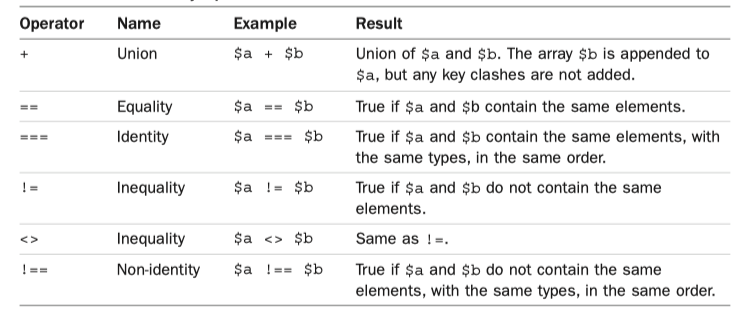 Operator Name Example Result
+ Union $a + $b Union of $a and $b. The array $b is appended to
$a, but any key clashes are not added.
== Equality $a == $b True if $a and $b contain the same elements.
=== Identity $a === $b True if $a and $b contain the same elements, with
the same types, in the same order.
!= Inequality $a != $b True if $a and $b do not contain the same
elements.
<> Inequality $a <> $b Same as !=.
!== Non-identity $a !== $b True if $a and $b do not contain the same
elements, with the same types, in the same order.